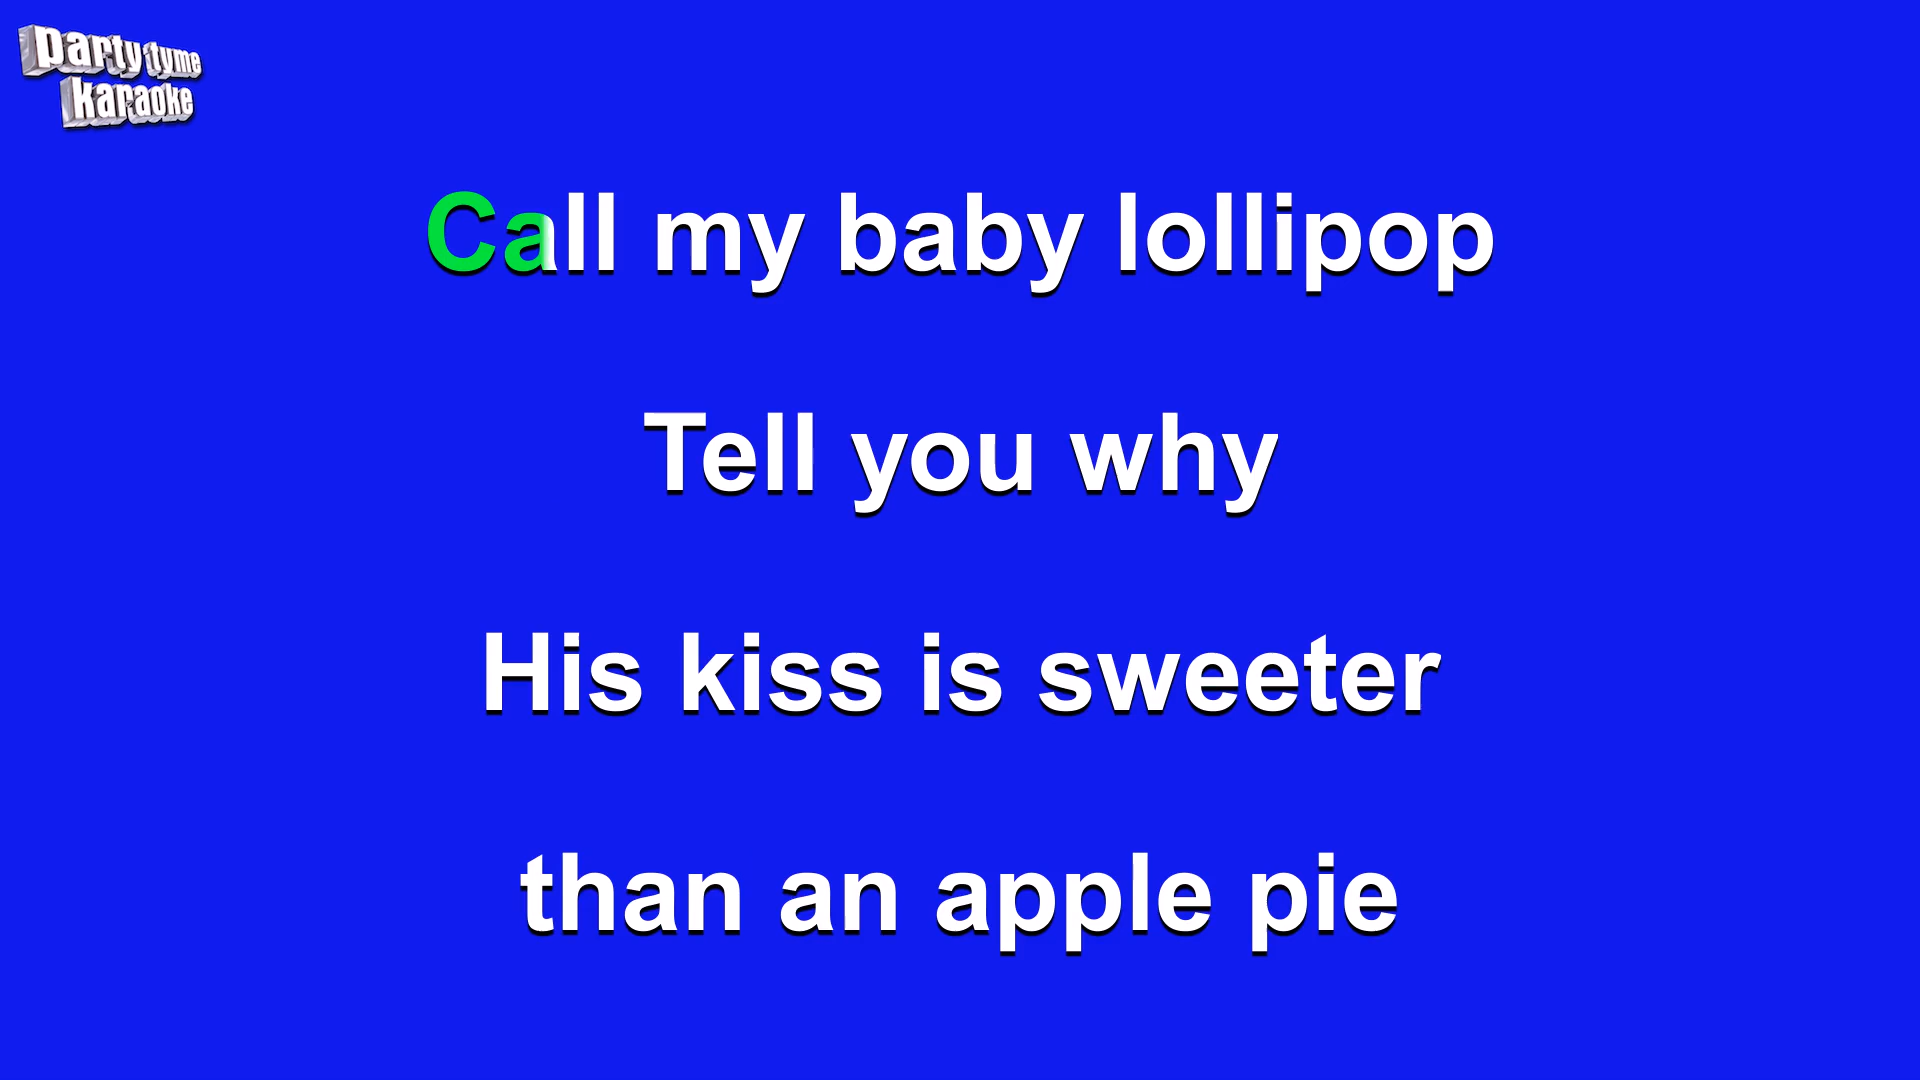 party tyme
karaoke
Call my baby lollipop
Tell you why
His kiss is sweeter
than an apple pie